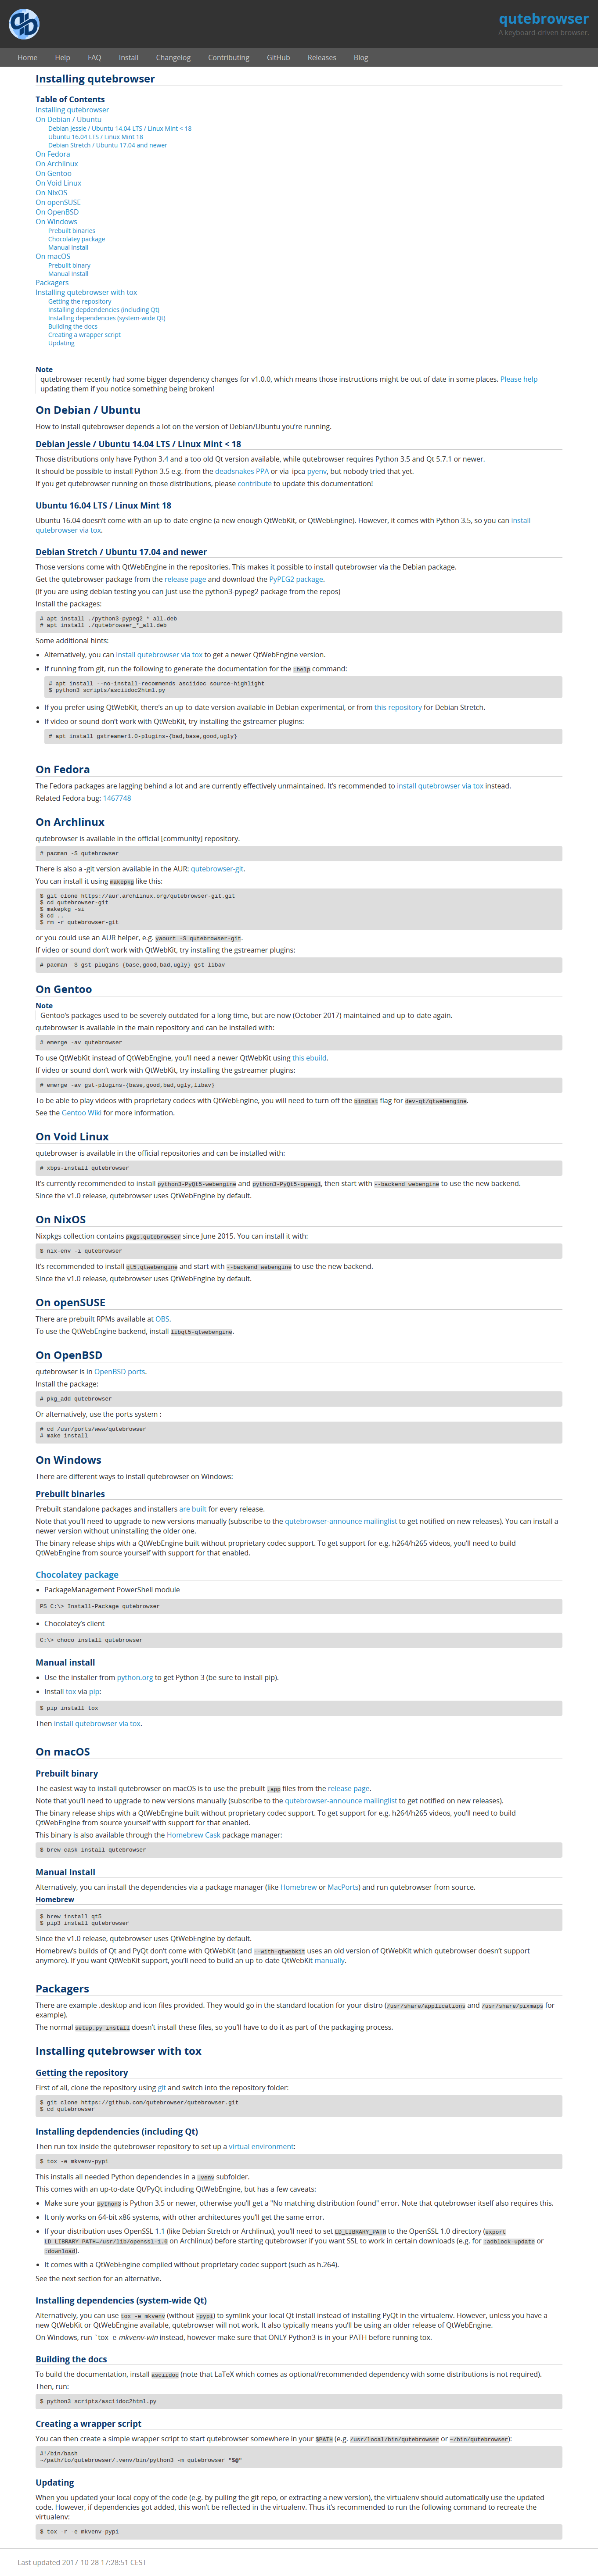 qutebrowser
A keyboard-driven browser.
Home Help FAQ Install Changelog Contributing GitHub Releases Blog
Installing qutebrowser
Table of Contents
Installing qutebrowser
On Debian / Ubuntu
Debian Jessie / Ubuntu 14.04 LTS / Linux Mint < 18
Ubuntu 16.04 LTS / Linux Mint 18
Debian Stretch / Ubuntu 17.04 and newer
On Fedora
On Archlinux
On Gentoo
On Void Linux
On NixOS
On openSUSE
On OpenBSD
On Windows
Prebuilt binaries
Chocolatey package
Manual install
On macOS
Prebuilt binary
Manual Install
Packagers
Installing qutebrowser with tox
Getting the repository
Installing depdendencies (including Qt)
Installing dependencies (system-wide Qt)
Building the docs
Creating a wrapper script
Updating
Note
qutebrowser recently had some bigger dependency changes for v1.0.0, which means those instructions might be out of date in some places. Please help
updating them if you notice something being broken!
On Debian / Ubuntu
How to install qutebrowser depends a lot on the version of Debian/Ubuntu you're running.
Debian Jessie / Ubuntu 14.04 LTS / Linux Mint < 18
Those distributions only have Python 3.4 and a too old Qt version available, while qutebrowser requires Python 3.5 and Qt 5.7.1 or newer.
It should be possible to install Python 3.5 e.g. from the deadsnakes PPA or via_ipca pyenv, but nobody tried that yet.
If you get qutebrowser running on those distributions, please contribute to update this documentation!
Ubuntu 16.04 LTS / Linux Mint 18
Ubuntu 16.04 doesn't come with an up-to-date engine (a new enough QtWebKit, or QtWebEngine). However, it comes with Python 3.5, so you can install
qutebrowser via tox.
Debian Stretch / Ubuntu 17.04 and newer
Those versions come with QtWebEngine in the repositories. This makes it possible to install qutebrowser via the Debian package.
Get the qutebrowser package from the release page and download the PyPEG2 package.
(If you are using debian testing you can just use the python3-pypeg2 package from the repos)
Install the packages:
# apt install ./python3-pypeg2_*_all.deb
# apt install ./qutebrowser_*_all.deb
Some additional hints:
Alternatively, you can install qutebrowser via tox to get a newer QtWebEngine version.
If running from git, run the following to generate the documentation for the :help command:
# apt install --no-install-recommends asciidoc source-highlight
$ python3 scripts/asciidoc2html.py
If you prefer using QtWebKit, there's an up-to-date version available in Debian experimental, or from this repository for Debian Stretch.
If video or sound don't work with QtWebKit, try installing the gstreamer plugins:
# apt install gstreamer1.0-plugins-{bad,base,good,ugly}
On Fedora
The Fedora packages are lagging behind a lot and are currently effectively unmaintained. It's recommended to install qutebrowser via tox instead.
Related Fedora bug: 1467748
On Archlinux
qutebrowser is available in the official [community] repository.
# pacman -S qutebrowser
There is also a -git version available in the AUR: qutebrowser-git.
You can install it using makepkg like this:
$ git clone https://aur.archlinux.org/qutebrowser-git.git
$ cd qutebrowser-git
$ makepkg -si
$ cd ..
$ rm -r qutebrowser-git
or you could use an AUR helper, e.g. yaourt -S qutebrowser-git.
If video or sound don't work with QtWebKit, try installing the gstreamer plugins:
# pacman -S gst-plugins-{base,good,bad,ugly} gst-libav
On Gentoo
Note
Gentoo's packages used to be severely outdated for a long time, but are now (October 2017) maintained and up-to-date again.
qutebrowser is available in the main repository and can be installed with:
# emerge -av qutebrowser
To use QtWebKit instead of QtWebEngine, you'll need a newer QtWebKit using this ebuild.
If video or sound don't work with QtWebKit, try installing the gstreamer plugins:
# emerge -av gst-plugins-{base,good,bad,ugly,libav}
To be able to play videos with proprietary codecs with QtWebEngine, you will need to turn off the bindist flag for dev-qt/qtwebengine.
See the Gentoo Wiki for more information.
On Void Linux
qutebrowser is available in the official repositories and can be installed with:
# xbps-install qutebrowser
It's currently recommended to install python3-PyQt5-webengine and python3-PyQt5-opengl, then start with --backend webengine to use the new backend.
Since the v1.0 release, qutebrowser uses QtWebEngine by default.
On NixOS
Nixpkgs collection contains pkgs.qutebrowser since June 2015. You can install it with:
$ nix-env -i qutebrowser
It's recommended to install qt5.qtwebengine and start with --backend webengine to use the new backend.
Since the v1.0 release, qutebrowser uses QtWebEngine by default.
On openSUSE
There are prebuilt RPMs available at OBS.
To use the QtWebEngine backend, install libqt5-qtwebengine.
On OpenBSD
qutebrowser is in OpenBSD ports.
Install the package:
# pkg_add qutebrowser
Or alternatively, use the ports system :
# cd /usr/ports/www/qutebrowser
# make install
On Windows
There are different ways to install qutebrowser on Windows:
Prebuilt binaries
Prebuilt standalone packages and installers are built for every release.
Note that you'll need to upgrade to new versions manually (subscribe to the qutebrowser-announce mailinglist to get notified on new releases). You can install a
newer version without uninstalling the older one.
The binary release ships with a QtWebEngine built without proprietary codec support. To get support for e.g. h264/h265 videos, you'll need to build
QtWebEngine from source yourself with support for that enabled.
Chocolatey package
PackageManagement PowerShell module
PS C:\> Install-Package qutebrowser
Chocolatey's client
C:\> choco install qutebrowser
Manual install
Use the installer from python.org to get Python 3 (be sure to install pip).
Install tox via pip:
$ pip install tox
Then install qutebrowser via tox.
On macOS
Prebuilt binary
The easiest way to install qutebrowser on macOS is to use the prebuilt .app files from the release page.
Note that you'll need to upgrade to new versions manually (subscribe to the qutebrowser-announce mailinglist to get notified on new releases).
The binary release ships with a QtWebEngine built without proprietary codec support. To get support for e.g. h264/h265 videos, you'll need to build
QtWebEngine from source yourself with support for that enabled.
This binary is also available through the Homebrew Cask package manager:
$ brew cask install qutebrowser
Manual Install
Alternatively, you can install the dependencies via a package manager (like Homebrew or MacPorts) and run qutebrowser from source.
Homebrew
$ brew install qt5
$ pip3 install qutebrowser
Since the v1.0 release, qutebrowser uses QtWebEngine by default.
Homebrew's builds of Qt and PyQt don't come with QtWebKit (and --with-qtwebkit uses an old version of QtWebKit which qutebrowser doesn't support
anymore). If you want QtWebKit support, you'll need to build an up-to-date QtWebKit manually.
Packagers
There are example .desktop and icon files provided. They would go in the standard location for your distro (/usr/share/applications and /usr/share/pixmaps for
example).
The normal setup.py install doesn't install these files, so you'll have to do it as part of the packaging process.
Installing qutebrowser with tox
Getting the repository
First of all, clone the repository using git and switch into the repository folder:
$ git clone https://github.com/qutebrowser/qutebrowser.git
$ cd qutebrowser
Installing depdendencies (including Qt)
Then run tox inside the qutebrowser repository to set up a virtual environment:
$ tox -e mkvenv-pypi
This installs all needed Python dependencies in a .venv subfolder.
This comes with an up-to-date Qt/PyQt including QtWebEngine, but has a few caveats:
Make sure your python3 is Python 3.5 or newer, otherwise you'll get a "No matching distribution found" error. Note that qutebrowser itself also requires this.
It only works on 64-bit x86 systems, with other architectures you'll get the same error.
If your distribution uses OpenSSL 1.1 (like Debian Stretch or Archlinux), you'll need to set LD_LIBRARY_PATH to the OpenSSL 1.0 directory (export
LD_LIBRARY_PATH=/usr/lib/openssl-1.0 on Archlinux) before starting qutebrowser if you want SSL to work in certain downloads (e.g. for :adblock-update or
:download).
It comes with a QtWebEngine compiled without proprietary codec support (such as h.264).
See the next section for an alternative.
Installing dependencies (system-wide Qt)
Alternatively, you can use tox -e mkvenv (without -pypi) to symlink your local Qt install instead of installing PyQt in the virtualenv. However, unless you have a
new QtWebKit or QtWebEngine available, qutebrowser will not work. It also typically means you'll be using an older release of QtWebEngine.
On Windows, run `tox -e mkvenv-win instead, however make sure that ONLY Python3 is in your PATH before running tox.
Building the docs
To build the documentation, install asciidoc (note that LaTeX which comes as optional/recommended dependency with some distributions is not required).
Then, run:
$ python3 scripts/asciidoc2html.py
Creating a wrapper script
You can then create a simple wrapper script to start qutebrowser somewhere in your $PATH (e.g. /usr/local/bin/qutebrowser or ~/bin/qutebrowser):
#!/bin/bash
~/path/to/qutebrowser/.venv/bin/python3 -m qutebrowser "$@"
Updating
When you updated your local copy of the code (e.g. by pulling the git repo, or extracting a new version), the virtualenv should automatically use the updated
code. However, if dependencies got added, this won't be reflected in the virtualenv. Thus it's recommended to run the following command to recreate the
virtualenv:
$ tox -r -e mkvenv-pypi
Last updated 2017-10-28 17:28:51 CEST